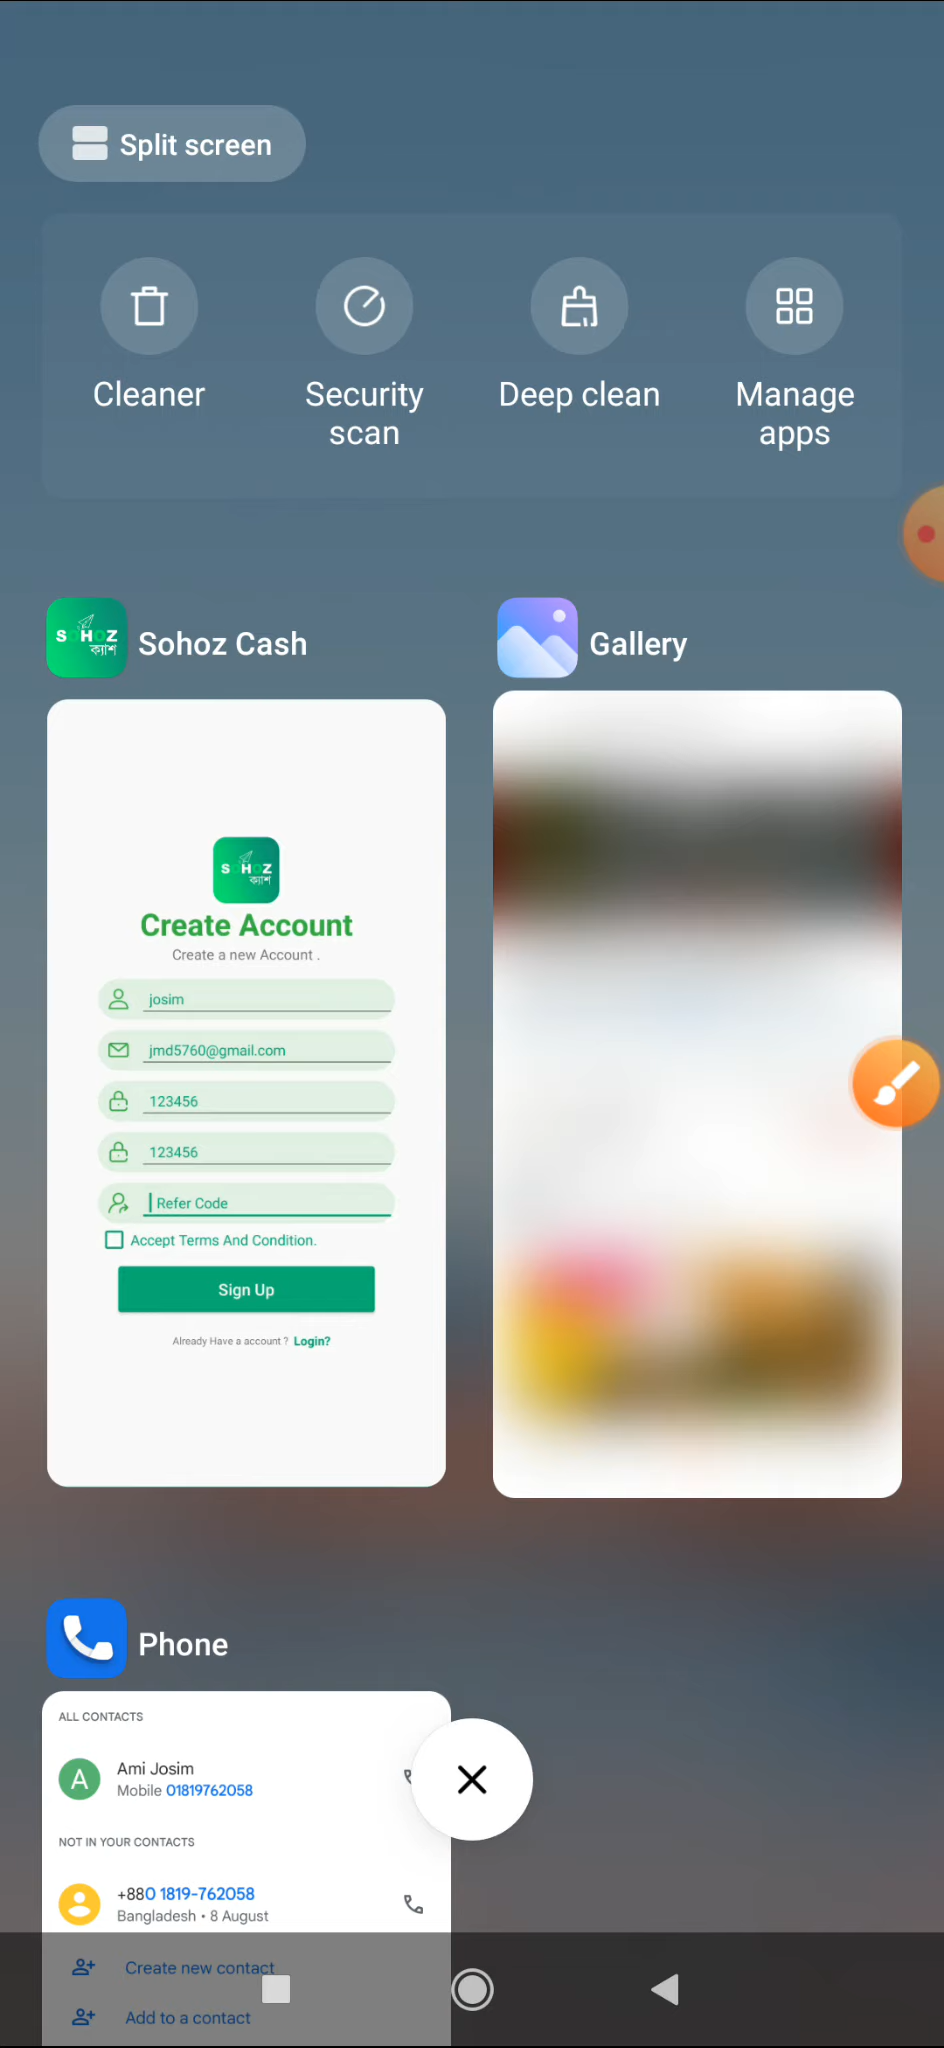 Split screen
Cleaner
Security
scan
Deep clean
Manage
apps
SOHOZ
ক্যাশ
Sohoz Cash
Gallery
SOHOZ
ক্যাশ
Create Account
Create a new Account .
josim
jmd5760@gmail.com
123456
123456
Refer Code
Accept Terms And Condition.
Sign Up
Already Have a account ? Login?
Phone
ALL CONTACTS
A
Ami Josim
Mobile 01819762058
NOT IN YOUR CONTACTS
+880 1819-762058
Bangladesh • 8 August
Create new contact
Add to a contact